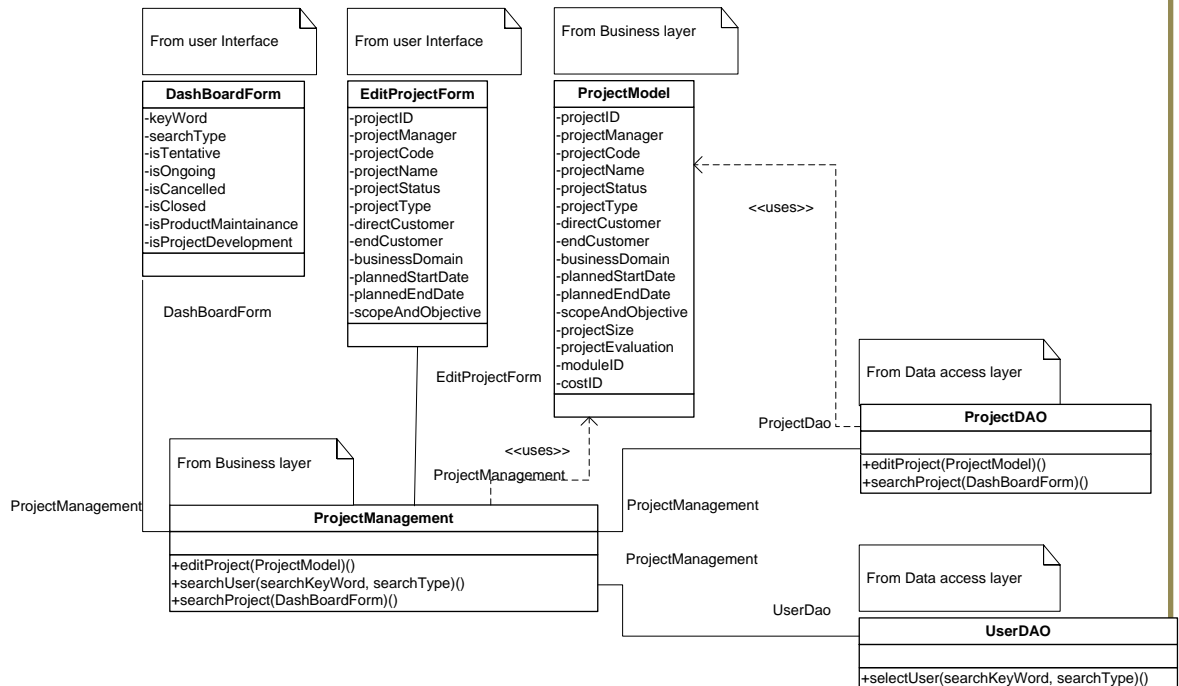 From user Interface
From user Interface
From Business layer
DashBoardForm
-keyWord
-searchType
-isTentative
-isOngoing
-isCancelled
-isClosed
-isProductMaintainance
-isProjectDevelopment
EditProjectForm
-projectID
-projectManager
-projectCode
-projectName
-projectStatus
-projectType
-directCustomer
-endCustomer
-businessDomain
-plannedStartDate
-plannedEndDate
-scopeAndObjective
ProjectModel
-projectID
-projectManager
-projectCode
-projectName
-projectStatus
-projectType
-directCustomer
-endCustomer
-businessDomain
-plannedStartDate
-plannedEndDate
-scopeAndObjective
-projectSize
-projectEvaluation
-moduleID
-costID
<<uses>>
DashBoardForm
EditProjectForm
From Data access layer
ProjectDao
ProjectDAO
+editProject(ProjectModel)()
+searchProject(DashBoardForm)()
<<uses>>
ProjectManagement
From Business layer
ProjectManagement
ProjectManagement
ProjectManagement
+editProject(ProjectModel)()
+searchUser(searchKeyWord, searchType)()
+searchProject(DashBoardForm)()
ProjectManagement
From Data access layer
UserDao
UserDAO
+selectUser(searchKeyWord, searchType)()